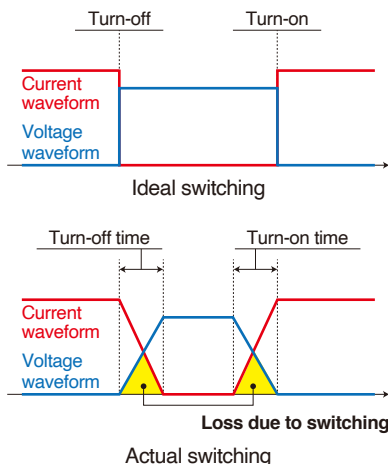 Turn-off
Turn-on
Current
waveform
Voltage
waveform
Ideal switching
Turn-off time
Turn-on time
Current
waveform
Voltage
waveform
Loss due to switching
Actual switching